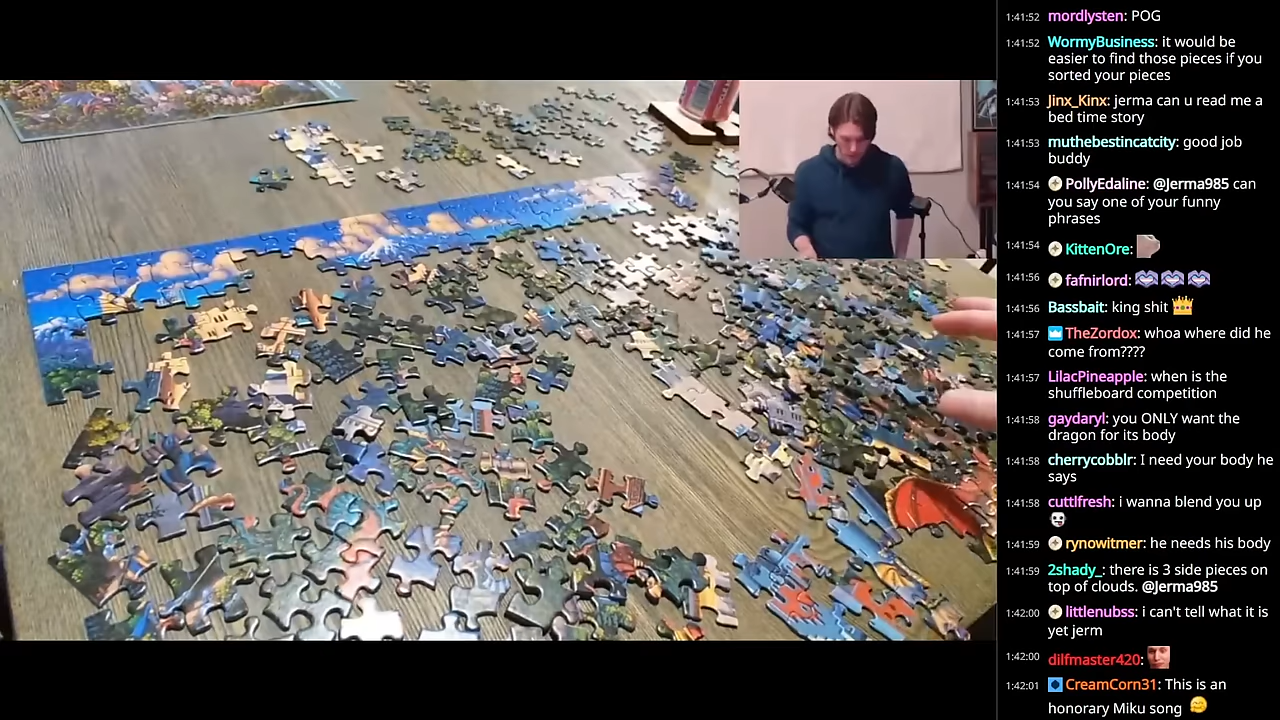 1:41:52 mordlysten: POG
1:41:52 WormyBusiness: it would be
easier to find those pieces if you
sorted your pieces
1:41:53 Jinx_Kinx: jerma can u read me a
bed time story
1:41:53 muthebestincatcity: good job
buddy
1:41:54 PollyEdaline: @Jerma985 can
you say one of your funny
phrases
1:41:54 KittenOre:
1:41:56 fafnirlord:
1:41:56 Bassbait: king shit
1:41:57 TheZordox: whoa where did he
come from????
1:41:57 LilacPineapple: when is the
shuffleboard competition
1:41:58 gaydaryl: you ONLY want the
dragon for its body
1:41:58 cherrycobblr: I need your body he
says
1:41:58 cuttlfresh: i wanna blend you up
1:41:59 rynowitmer: he needs his body
1:41:59 2shady_: there is 3 side pieces on
top of clouds. @Jerma985
1:42:00 littlenubss: i can't tell what it is
yet jerm
1:42:00 dilfmaster420:
1:42:01 CreamCorn31: This is an
honorary Miku song